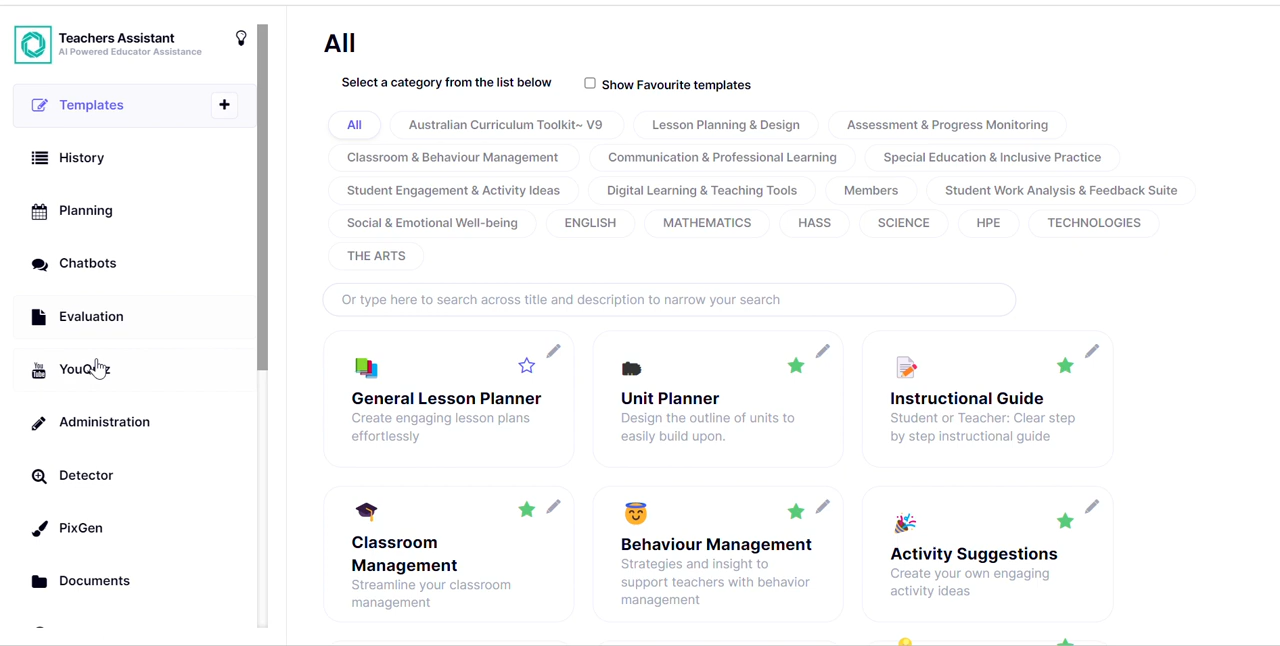 Teachers Assistant
AI Powered Educator Assistance
Templates
History
Planning
Chatbots
Evaluation
Administration
Detector
PixGen
Documents
All
Select a category from the list below
Show Favourite templates
All Australian Curriculum Toolkit~ V9 Lesson Planning & Design Assessment & Progress Monitoring
Classroom & Behaviour Management Communication & Professional Learning Special Education & Inclusive Practice
Student Engagement & Activity Ideas Digital Learning & Teaching Tools Members Student Work Analysis & Feedback Suite
Social & Emotional Well-being ENGLISH MATHEMATICS HASS SCIENCE HPE TECHNOLOGIES
THE ARTS
Or type here to search across title and description to narrow your search
General Lesson Planner
Create engaging lesson plans
effortlessly
Unit Planner
Design the outline of units to
easily build upon.
Instructional Guide
Student or Teacher: Clear step
by step instructional guide
Classroom
Management
Streamline your classroom
management
Behaviour Management
Strategies and insight to
support teachers with behavior
management
Activity Suggestions
Create your own engaging
activity ideas